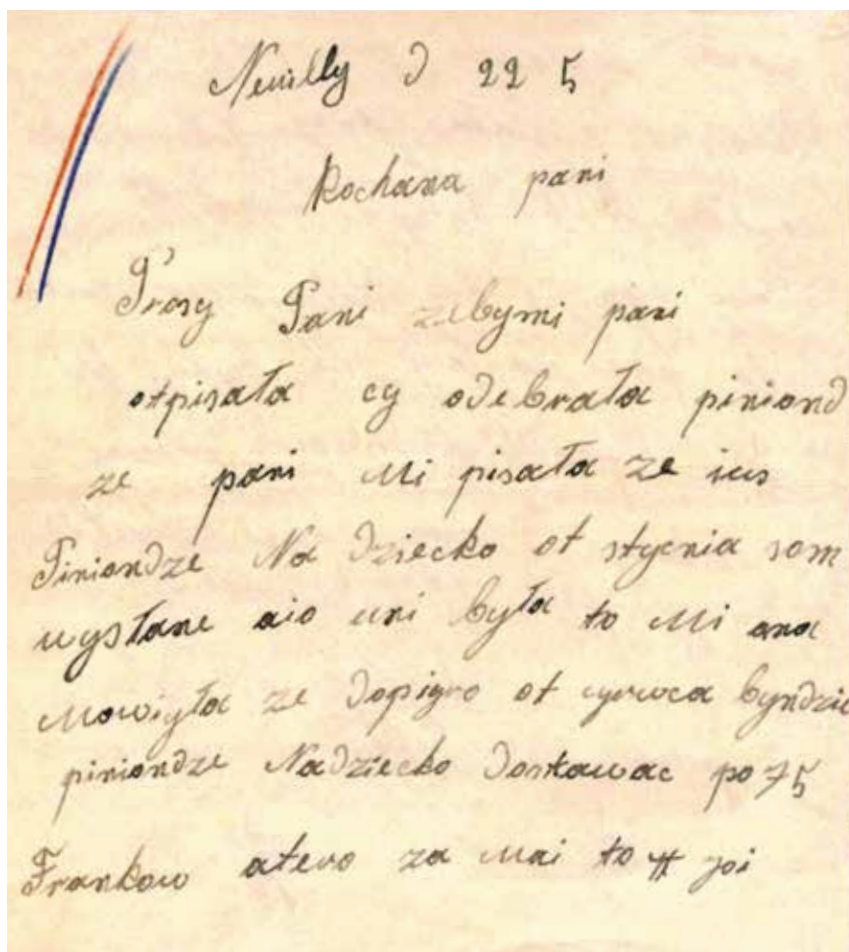 Neuilly d 22 5
Kochana pani
Prosy Pani zebymi pani
otpisała cy odebrała piniond
ze pani Mi pisała ze ius
Piniondze Na dziecko ot stycnia som
wysłane aio uni była to Mi ona
Mowiyła ze dopiyro ot cyrwca byndzie
piniondze Nadziecko dostawac po 75
Frankow atero za Mai to